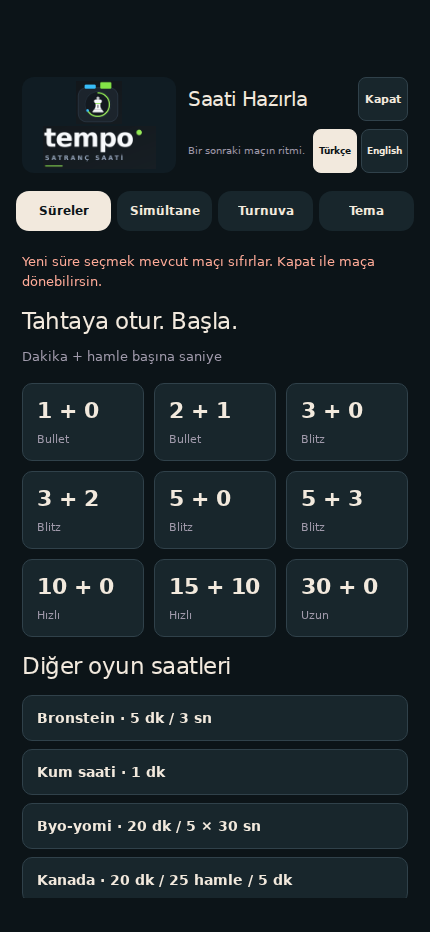 tempo
SATRANÇ SAATİ
Saati Hazırla
Kapat
Bir sonraki maçın ritmi.
Türkçe
English
Süreler
Simültane
Turnuva
Tema
Yeni süre seçmek mevcut maçı sıfırlar. Kapat ile maça
dönebilirsin.
Tahtaya otur. Başla.
Dakika + hamle başına saniye
1 + 0
Bullet
2 + 1
Bullet
3 + 0
Blitz
3 + 2
Blitz
5 + 0
Blitz
5 + 3
Blitz
10 + 0
Hızlı
15 + 10
Hızlı
30 + 0
Uzun
Diğer oyun saatleri
Bronstein · 5 dk / 3 sn
Kum saati · 1 dk
Byo-yomi · 20 dk / 5 × 30 sn
Kanada · 20 dk / 25 hamle / 5 dk